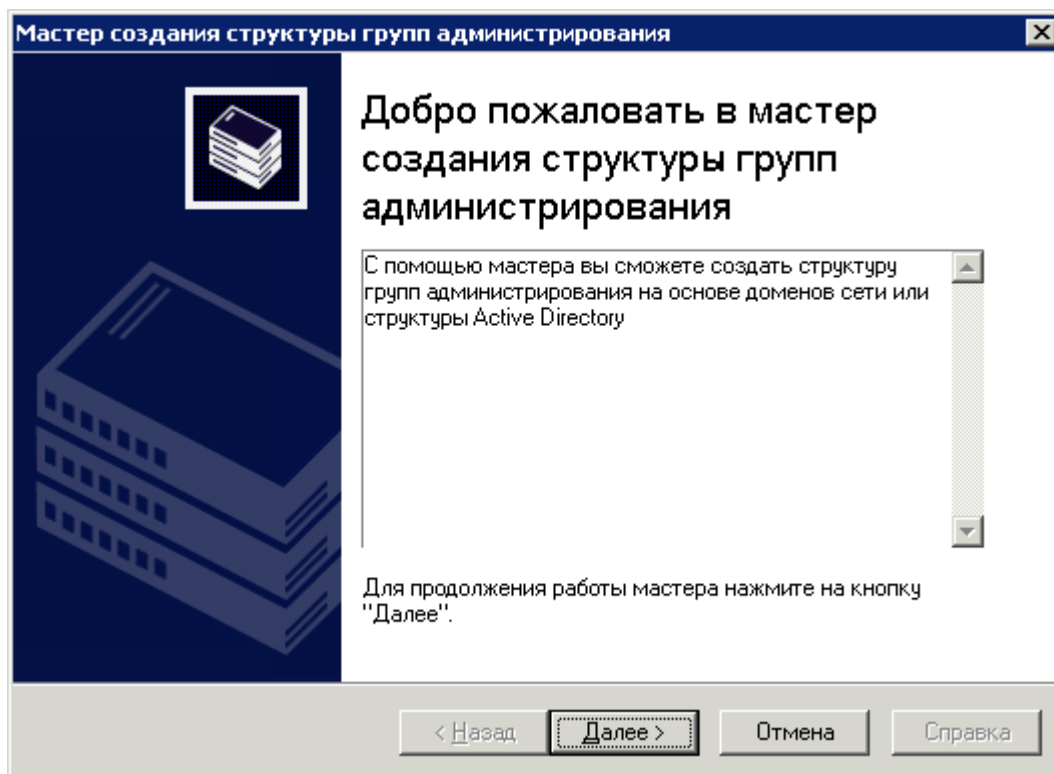 Мастер создания структуры групп администрирования
Добро пожаловать в мастер
создания структуры групп
администрирования
С помощью мастера вы сможете создать структуру
групп администрирования на основе доменов сети или
структуры Active Directory
Для продолжения работы мастера нажмите на кнопку
"Далее".
< Назад Далее > Отмена Справка